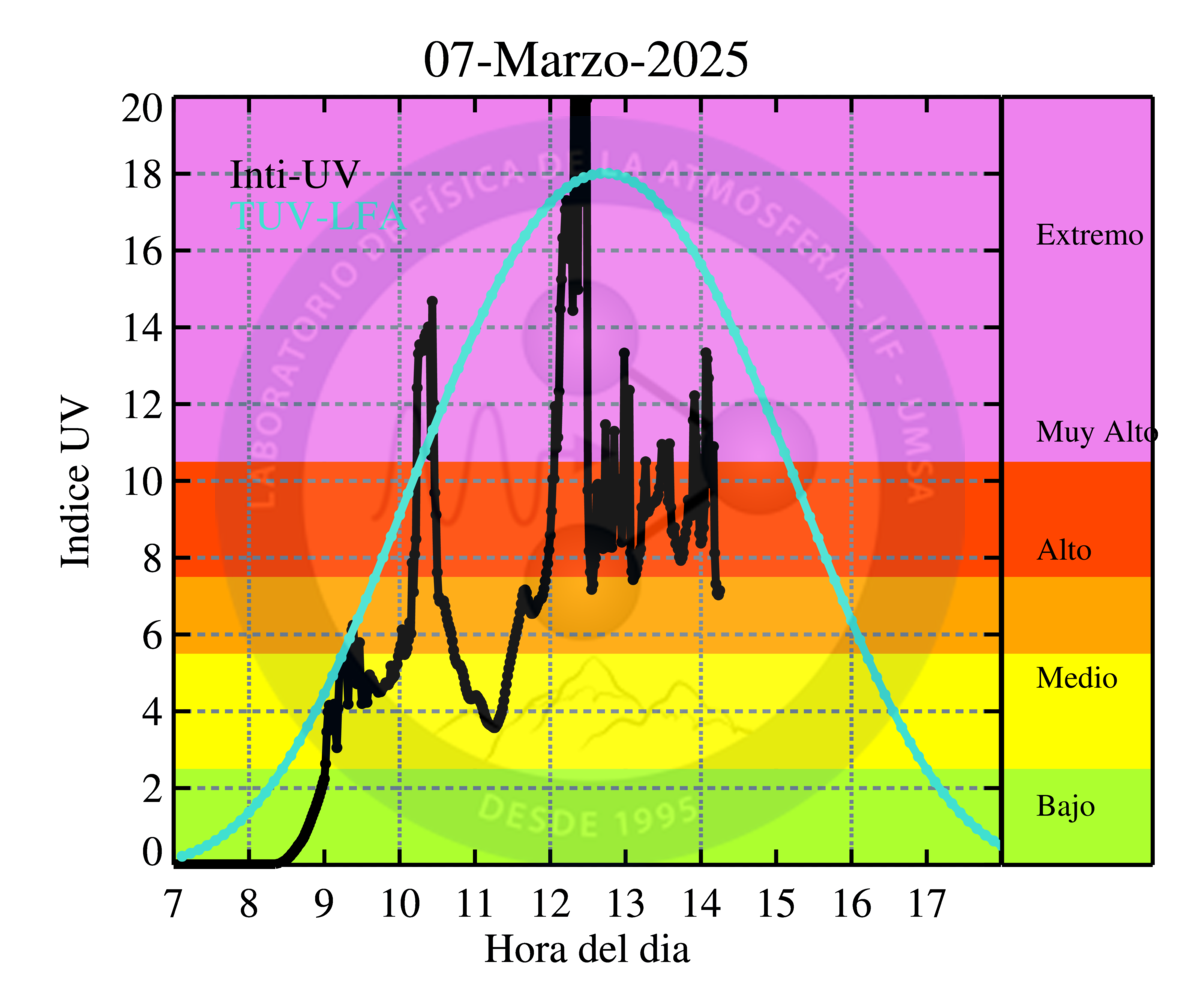 07-Marzo-2025
20
18
16
14
12
10
8
6
4
2
0
Indice UV
Inti-UV
TUV-LFA
LABORATORIO DE FÍSICA DE LA ATMÓSFERA - IIF - UMSA
DESDE 1995
Extremo
Muy Alto
Alto
Medio
Bajo
7 8 9 10 11 12 13 14 15 16 17
Hora del dia